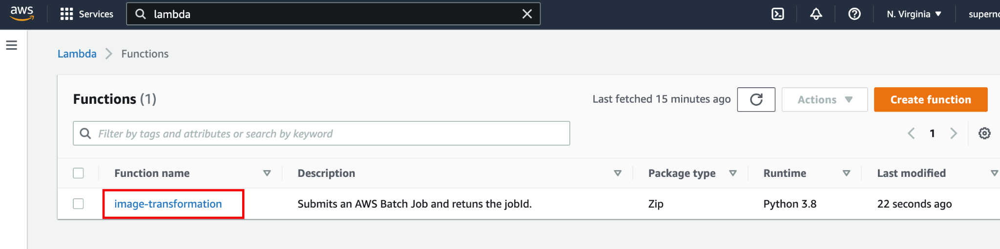 aws Services lambda N. Virginia
Lambda Functions
Functions (1) Last fetched 15 minutes ago Actions Create function
Filter by tags and attributes or search by keyword 1
Function name Description Package type Runtime Last modified
image-transformation Submits an AWS Batch Job and retuns the jobId. Zip Python 3.8 22 seconds ago